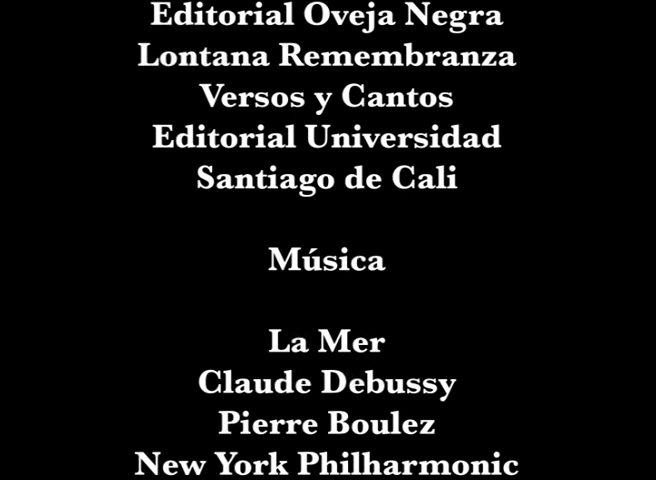 Editorial Oveja Negra
Lontana Remembranza
Versos y Cantos
Editorial Universidad
Santiago de Cali
Música
La Mer
Claude Debussy
Pierre Boulez
New York Philharmonic